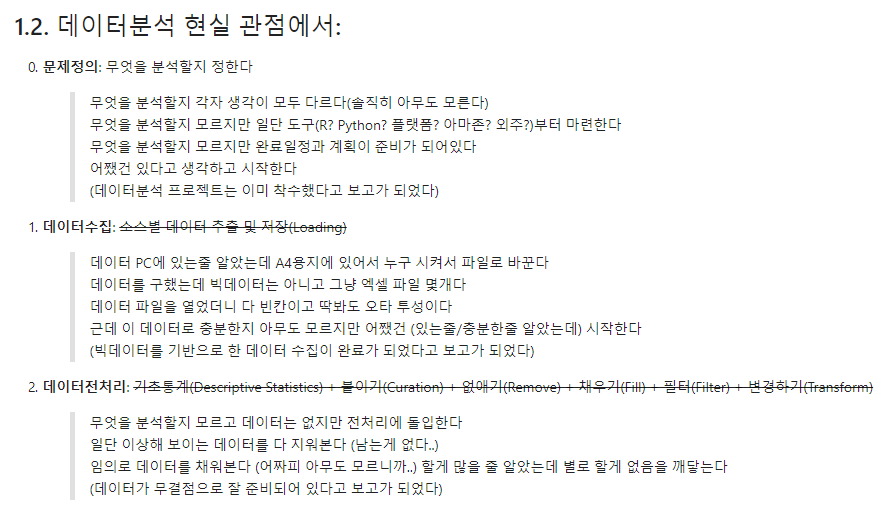 1.2. 데이터분석 현실 관점에서:
0. 문제정의: 무엇을 분석할지 정한다
무엇을 분석할지 각자 생각이 모두 다르다(솔직히 아무도 모른다)
무엇을 분석할지 모르지만 일단 도구(R? Python? 플랫폼? 아마존? 외주?)부터 마련한다
무엇을 분석할지 모르지만 완료일정과 계획이 준비가 되어있다
어쨌건 있다고 생각하고 시작한다
(데이터분석 프로젝트는 이미 착수했다고 보고가 되었다)
1. 데이터수집: 소스별 데이터 추출 및 저장(Loading)
데이터 PC에 있는줄 알았는데 A4용지에 있어서 누구 시켜서 파일로 바꾼다
데이터를 구했는데 빅데이터는 아니고 그냥 엑셀 파일 몇개다
데이터 파일을 열었더니 다 빈칸이고 딱봐도 오타 투성이다
근데 이 데이터로 충분한지 아무도 모르지만 어쨌건 (있는줄/충분한줄 알았는데) 시작한다
(빅데이터를 기반으로 한 데이터 수집이 완료가 되었다고 보고가 되었다)
2. 데이터전처리: 기초통계(Descriptive Statistics) + 붙이기(Curation) + 없애기(Remove) + 채우기(Fill) + 필터(Filter) + 변경하기(Transform)
무엇을 분석할지 모르고 데이터는 없지만 전처리에 돌입한다
일단 이상해 보이는 데이터를 다 지워본다 (남는게 없다..)
임의로 데이터를 채워본다 (어짜피 아무도 모르니까..) 할게 많을 줄 알았는데 별로 할게 없음을 깨닿는다
(데이터가 무결점으로 잘 준비되어 있다고 보고가 되었다)